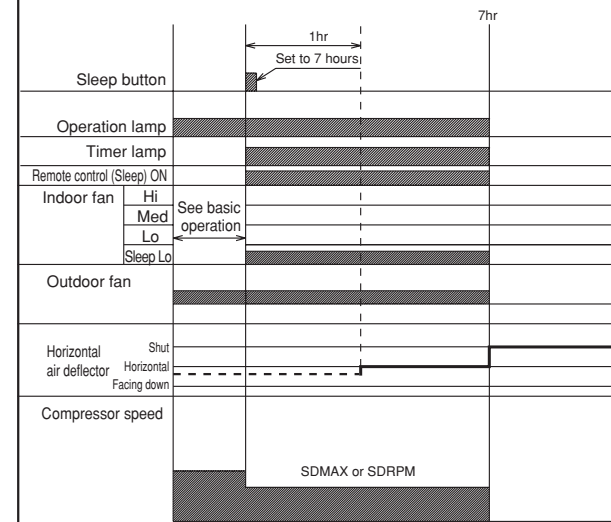 7hr
1hr
Set to 7 hours
Sleep button
Operation lamp
Timer lamp
Remote control (Sleep) ON
Indoor fan
Hi
Med
Lo
Sleep Lo
See basic
operation
Outdoor fan
Horizontal
air deflector
Shut
Horizontal
Facing down
Compressor speed
SDMAX or SDRPM